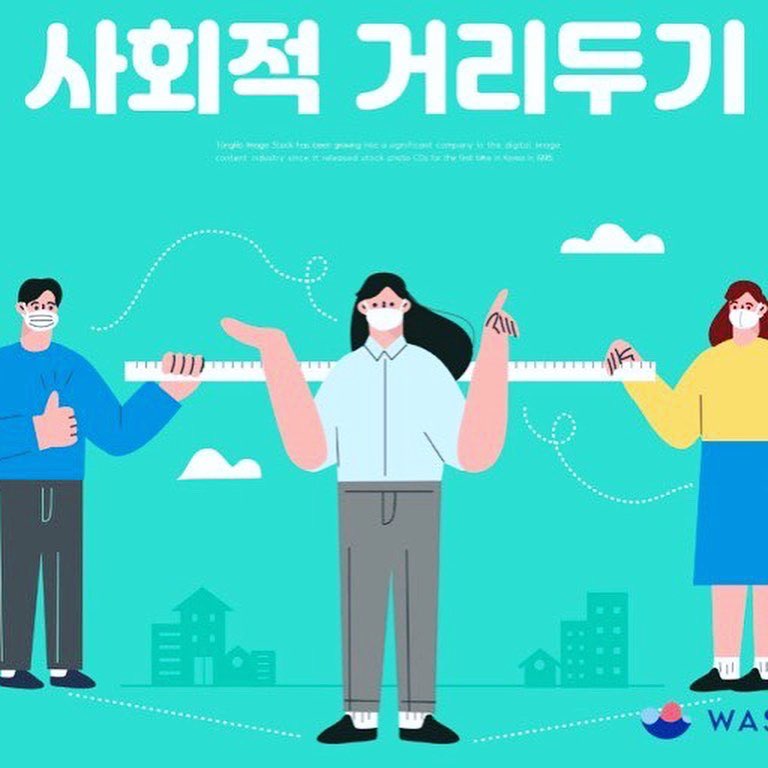 사회적 거리두기
Tongro Image Stock has been growing into a significant company in the digital image
content industry since it released stock photo CDs for the first time in Korea in 1995
WAS